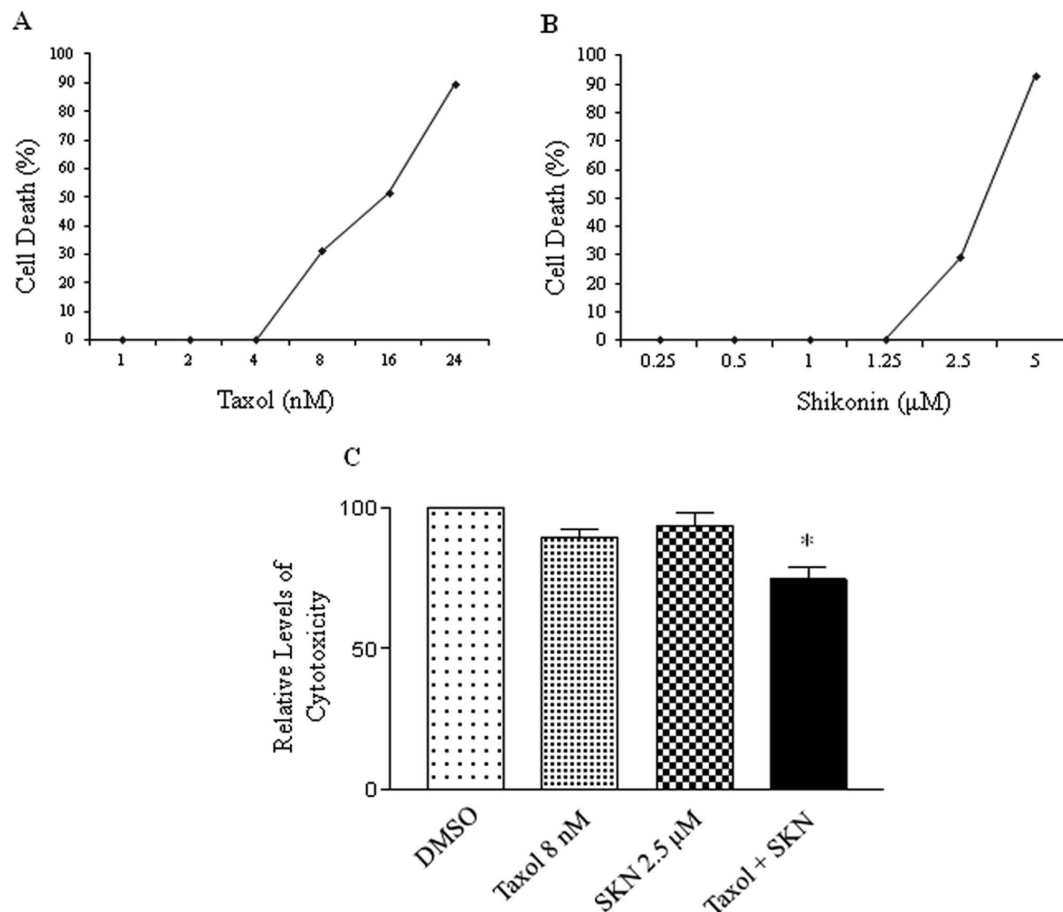 A
100
90
80
70
60
50
40
30
20
10
0
Cell Death (%)
1 2 4 8 16 24
Taxol (nM)
B
100
90
80
70
60
50
40
30
20
10
0
Cell Death (%)
0.25 0.5 1 1.25 2.5 5
Shikonin (μM)
C
100
50
0
Relative Levels of
Cytotoxicity
*
DMSO
Taxol 8 nM
SKN 2.5 μM
Taxol + SKN